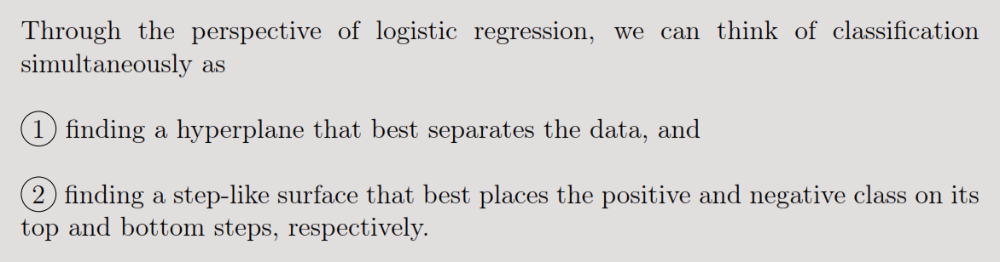 Through the perspective of logistic regression, we can think of classification
simultaneously as
① finding a hyperplane that best separates the data, and
② finding a step-like surface that best places the positive and negative class on its
top and bottom steps, respectively.